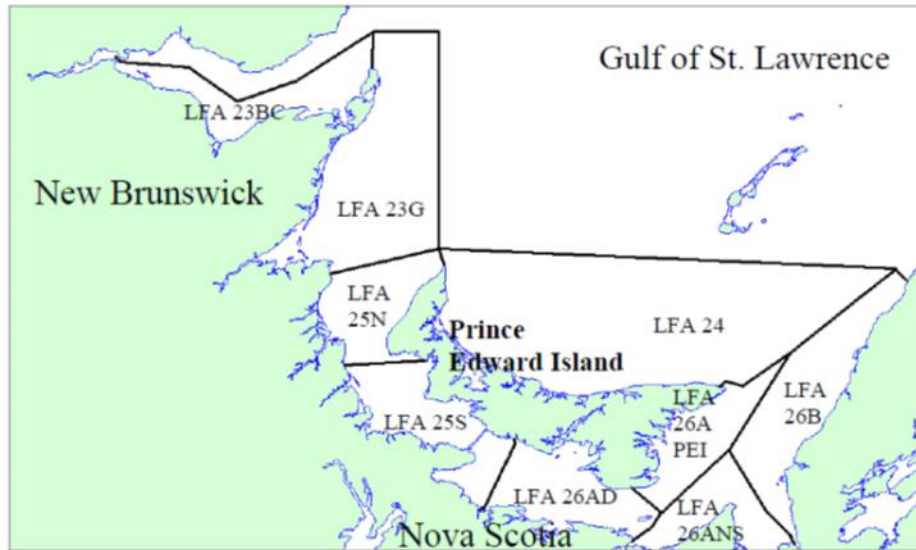 Gulf of St. Lawrence
LFA 23BC
New Brunswick
LFA 23G
LFA
25N
Prince
Edward Island
LFA 24
LFA
26B
LFA
26A
PEI
LFA 25S
LFA 26AD
LFA
26ANS
Nova Scotia